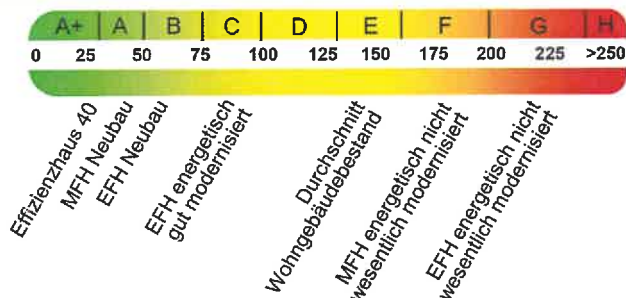 A+ A B C D E F G H
0 25 50 75 100 125 150 175 200 225 >250
Effizienzhaus 40
MFH Neubau
EFH Neubau
EFH energetisch
gut modernisiert
Durchschnitt
Wohngebäudebestand
MFH energetisch nicht
wesentlich modernisiert
EFH energetisch nicht
wesentlich modernisiert